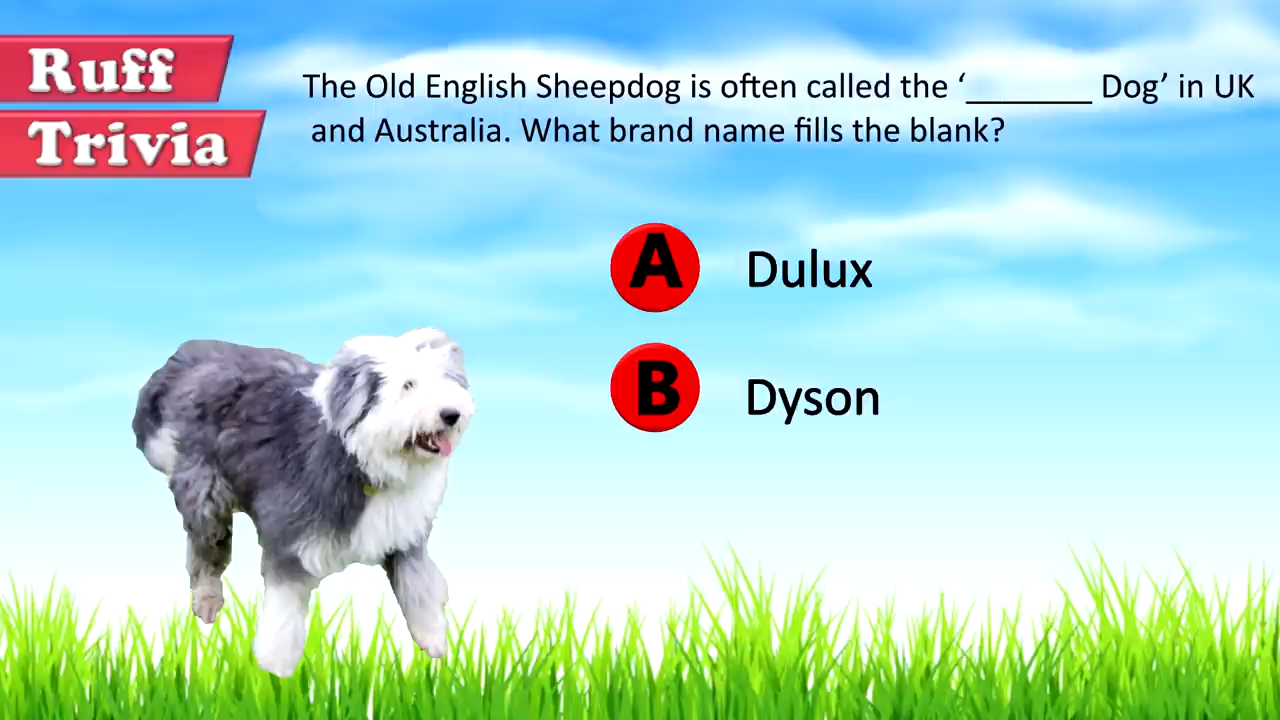 Ruff
Trivia
The Old English Sheepdog is often called the ‘_______ Dog’ in UK
and Australia. What brand name fills the blank?
A Dulux
B Dyson